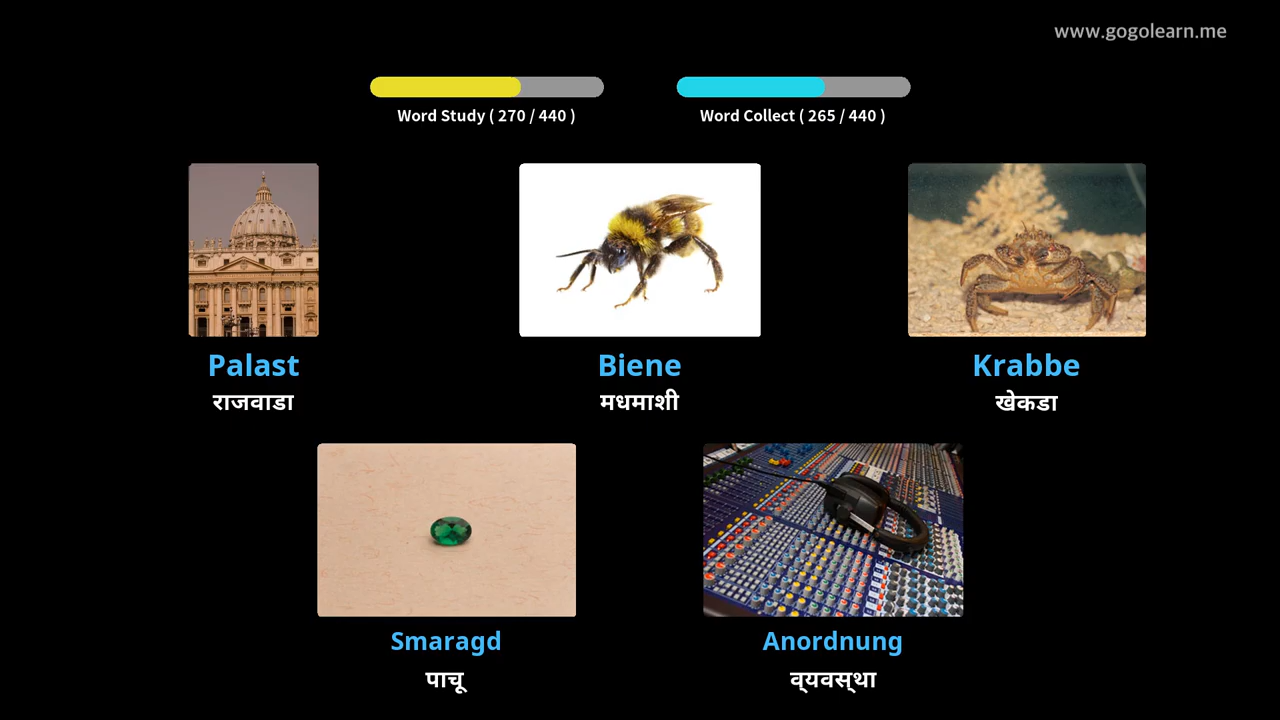 www.gogolearn.me
Word Study ( 270 / 440 )
Word Collect ( 265 / 440 )
Palast
राजवाडा
Biene
मधमाशी
Krabbe
खेकडा
Smaragd
पाचू
Anordnung
व्यवस्था